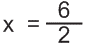 x = 6/2